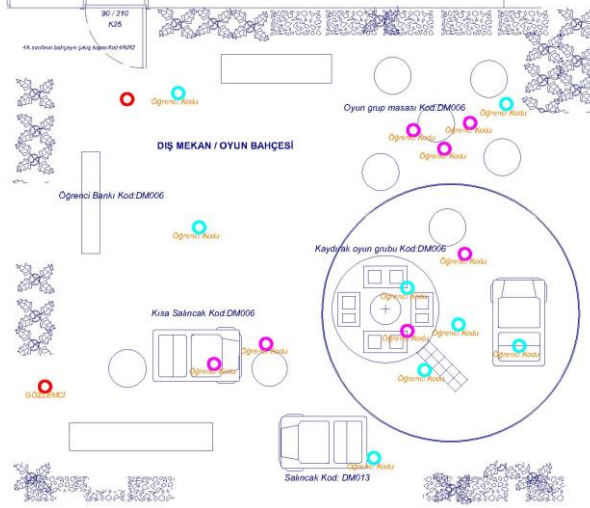 90 / 210
K25
Öğrenci Kodu
Öğrenci Kodu
Oyun grup masası Kod:DM006
Öğrenci Kodu
Öğrenci Kodu
Öğrenci Kodu
DIŞ MEKAN / OYUN BAHÇESİ
Öğrenci Bankı Kod:DM006
Öğrenci Kodu
Kaydırak oyun grubu Kod:DM006
Öğrenci Kodu
Öğrenci Kodu
Kısa Salıncak Kod:DM006
Öğrenci Kodu
Öğrenci Kodu
Öğrenci Kodu
Öğrenci Kodu
Öğrenci Kodu
Öğrenci Kodu
GÖZLEMCİ
Öğrenci Kodu
Salıncak Kod: DM013